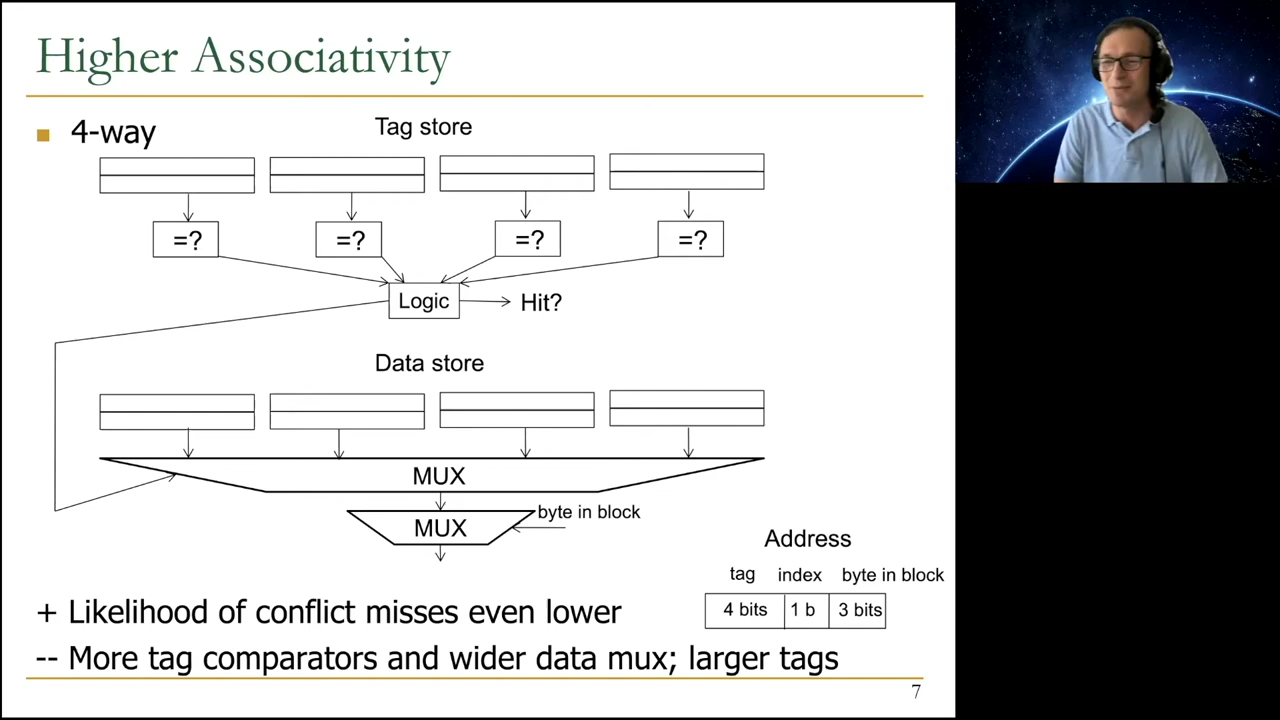 Higher Associativity
4-way
Tag store
=? =? =? =?
Logic
Hit?
Data store
MUX
MUX
byte in block
Address
tag index byte in block
4 bits 1 b 3 bits
+ Likelihood of conflict misses even lower
-- More tag comparators and wider data mux; larger tags
7